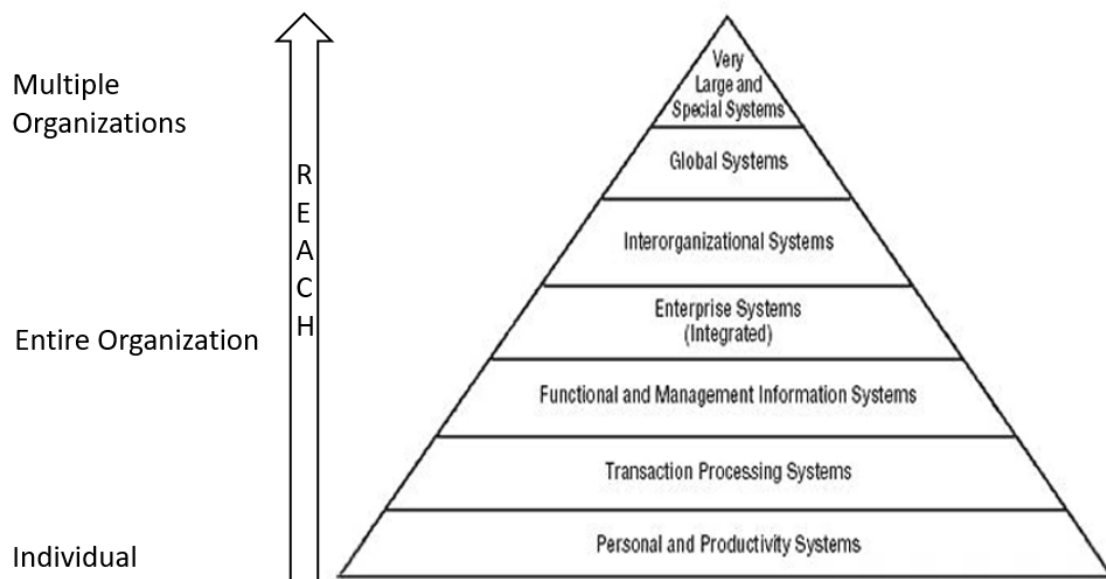 Multiple
Organizations
Entire Organization
Individual
R
E
A
C
H
Very
Large and
Special Systems
Global Systems
Interorganizational Systems
Enterprise Systems
(Integrated)
Functional and Management Information Systems
Transaction Processing Systems
Personal and Productivity Systems